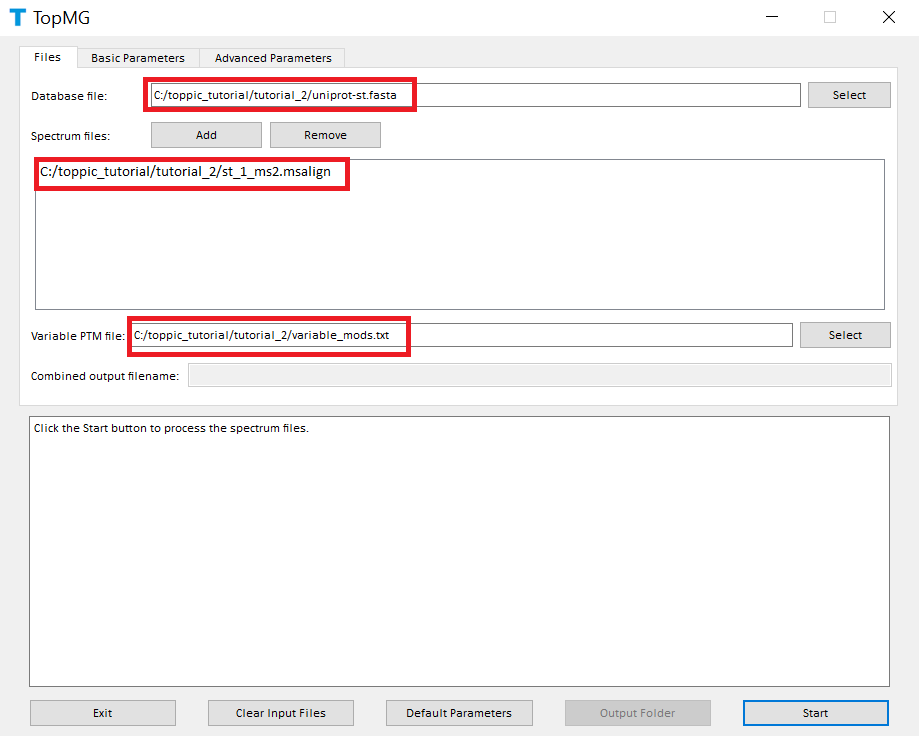 TopMG
Files Basic Parameters Advanced Parameters
Database file: C:/toppic_tutorial/tutorial_2/uniprot-st.fasta Select
Spectrum files: Add Remove
C:/toppic_tutorial/tutorial_2/st_1_ms2.msalign
Variable PTM file: C:/toppic_tutorial/tutorial_2/variable_mods.txt Select
Combined output filename:
Click the Start button to process the spectrum files.
Exit Clear Input Files Default Parameters Output Folder Start